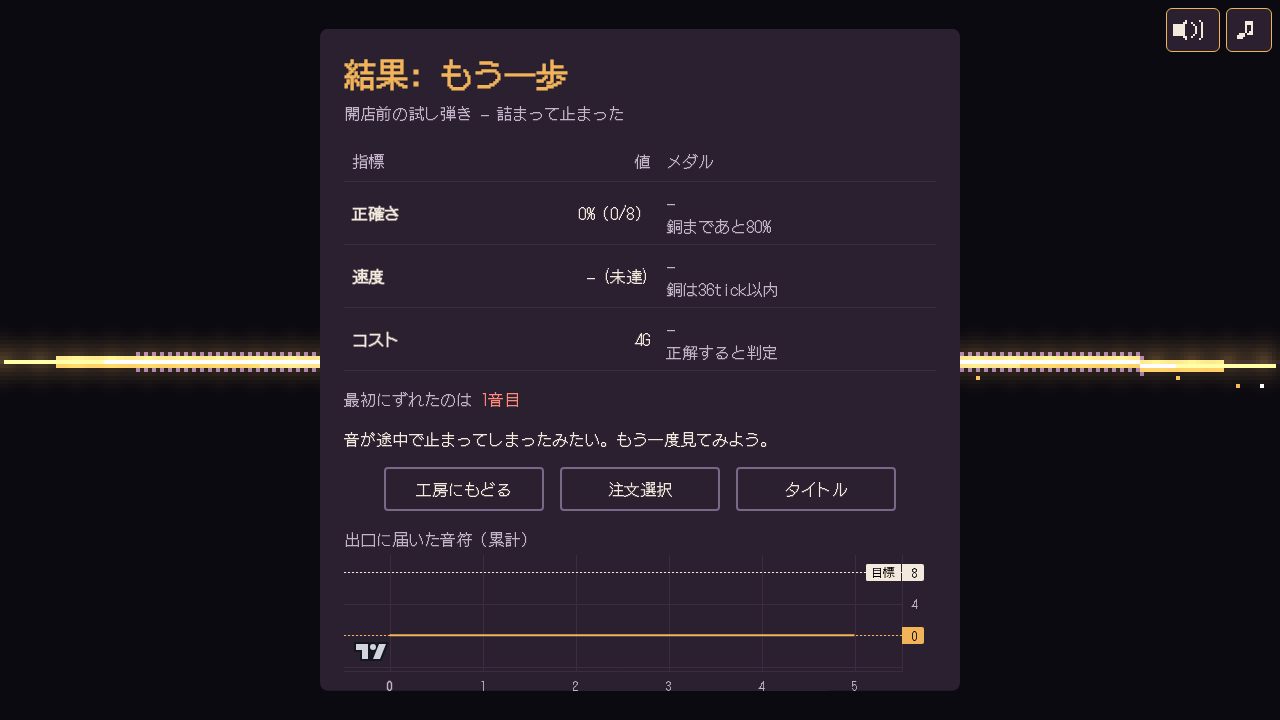 結果: もう一歩
開店前の試し弾き – 詰まって止まった
指標 値 メダル
正確さ 0% (0/8) –
銅まであと80%
速度 – (未達) –
銅は36tick以内
コスト 4G –
正解すると判定
最初にずれたのは 1音目
音が途中で止まってしまったみたい。もう一度見てみよう。
工房にもどる 注文選択 タイトル
出口に届いた音符（累計）
目標 8
4
0
0 1 2 3 4 5